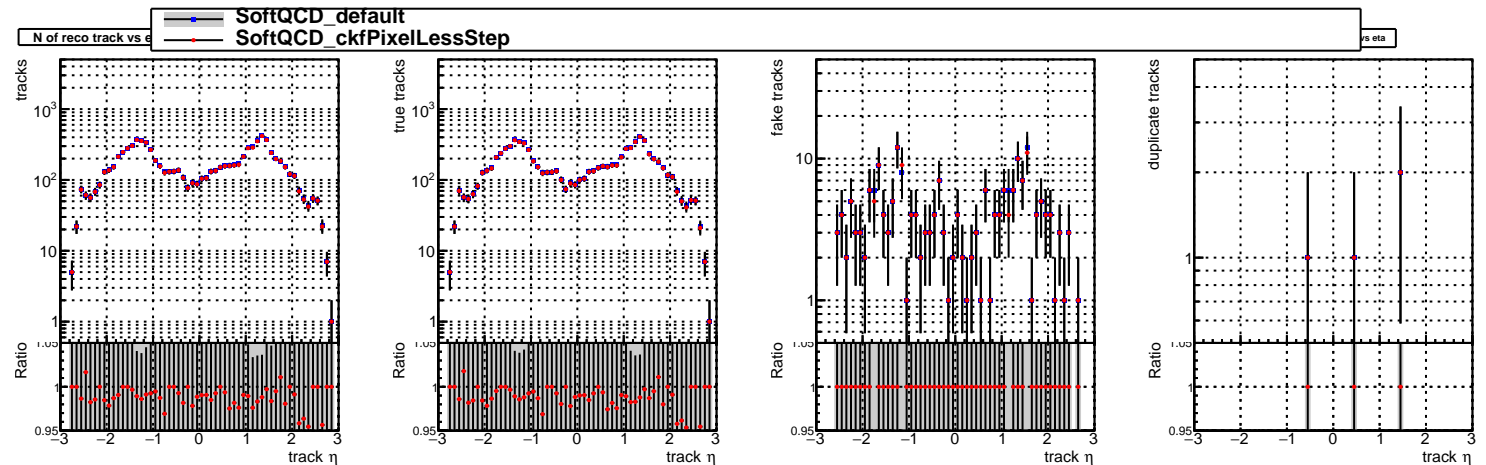 SoftQCD_default
SoftQCD_ckfPixelLessStep
N of reco track vs e
vs eta
tracks
10³
10²
10
1
Ratio
1.05
1
0.95
−3 −2 −1 0 1 2 3
track η
true tracks
10³
10²
10
1
Ratio
1.05
1
0.95
−3 −2 −1 0 1 2 3
track η
fake tracks
10
1
Ratio
1.05
1
0.95
−3 −2 −1 0 1 2 3
track η
duplicate tracks
1
Ratio
1.05
1
0.95
−3 −2 −1 0 1 2 3
track η